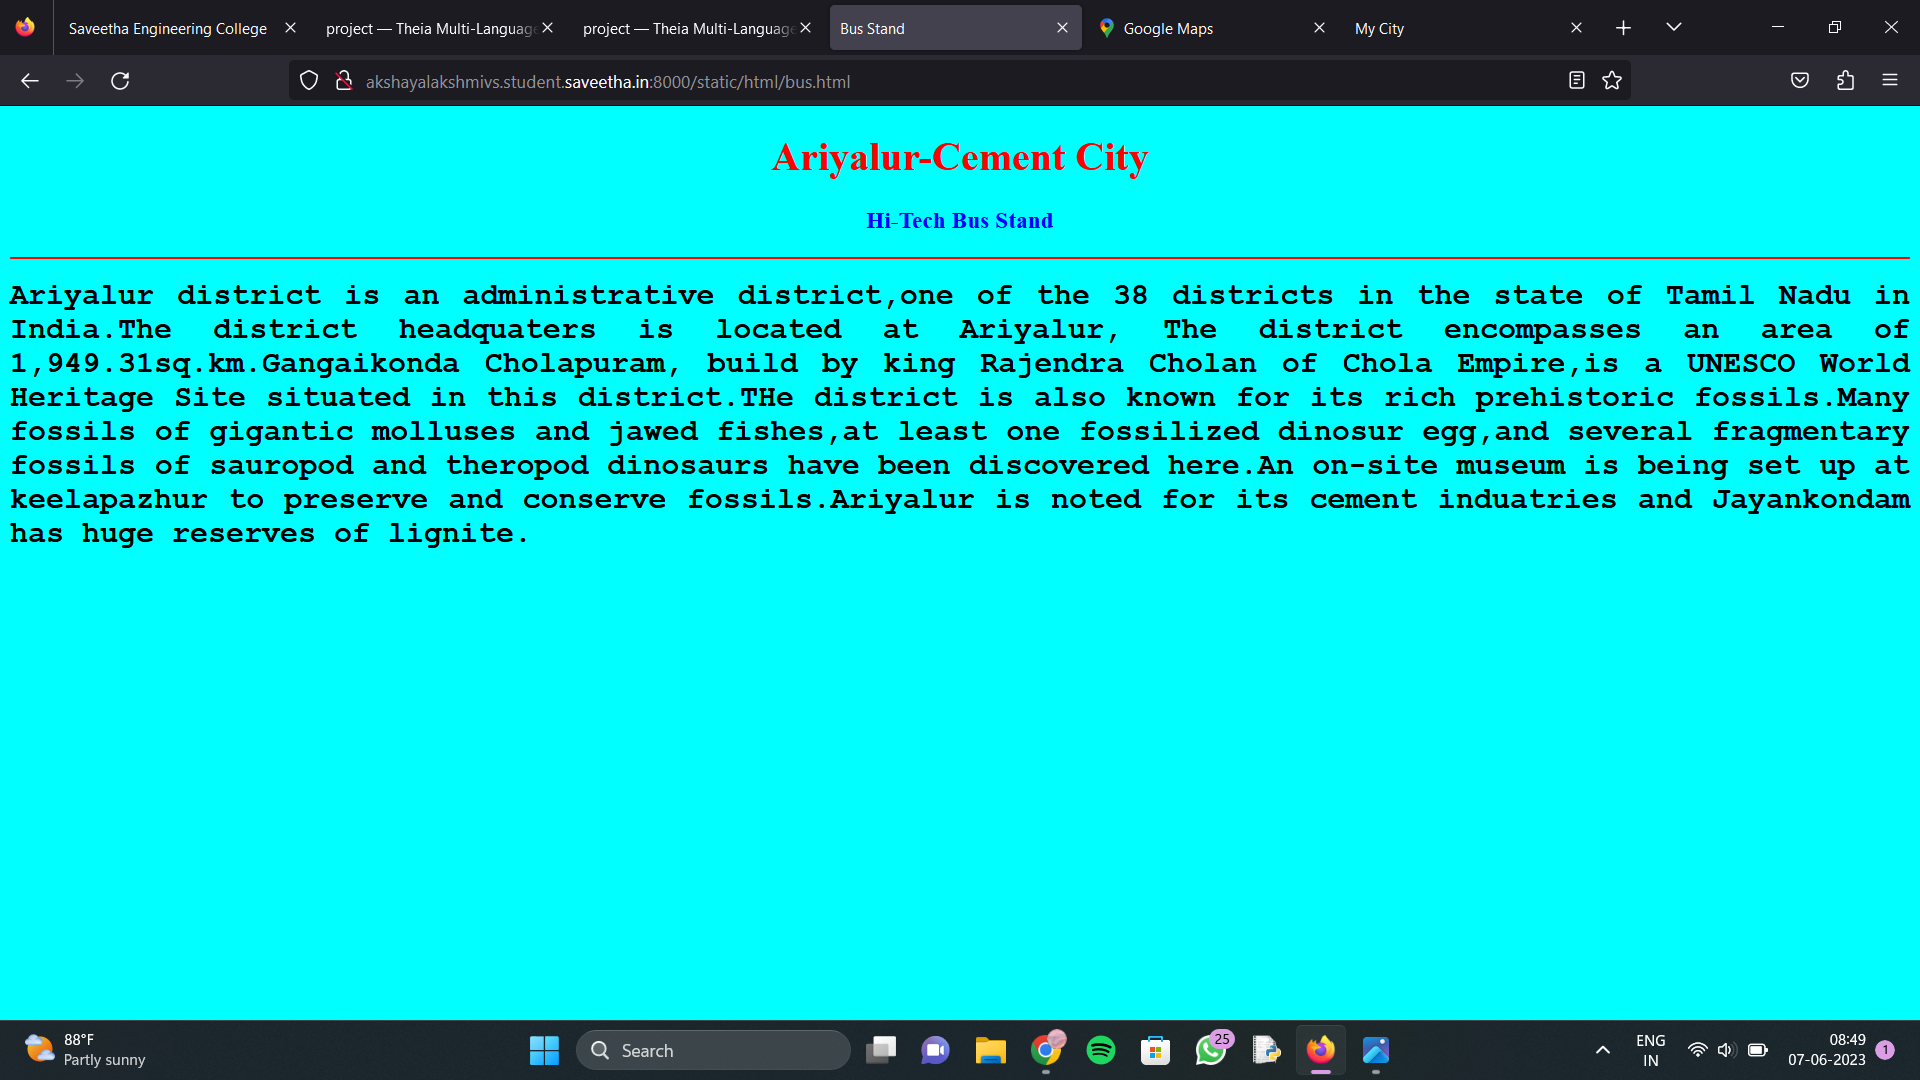 Saveetha Engineering College
project — Theia Multi-Language
project — Theia Multi-Language
Bus Stand
Google Maps
My City
akshayalakshmivs.student.saveetha.in:8000/static/html/bus.html
Ariyalur-Cement City
Hi-Tech Bus Stand
Ariyalur district is an administrative district,one of the 38 districts in the state of Tamil Nadu in
India.The district headquaters is located at Ariyalur, The district encompasses an area of
1,949.31sq.km.Gangaikonda Cholapuram, build by king Rajendra Cholan of Chola Empire,is a UNESCO World
Heritage Site situated in this district.THe district is also known for its rich prehistoric fossils.Many
fossils of gigantic molluses and jawed fishes,at least one fossilized dinosur egg,and several fragmentary
fossils of sauropod and theropod dinosaurs have been discovered here.An on-site museum is being set up at
keelapazhur to preserve and conserve fossils.Ariyalur is noted for its cement induatries and Jayankondam
has huge reserves of lignite.
88°F
Partly sunny
Search
25
ENG
IN
08:49
07-06-2023
1